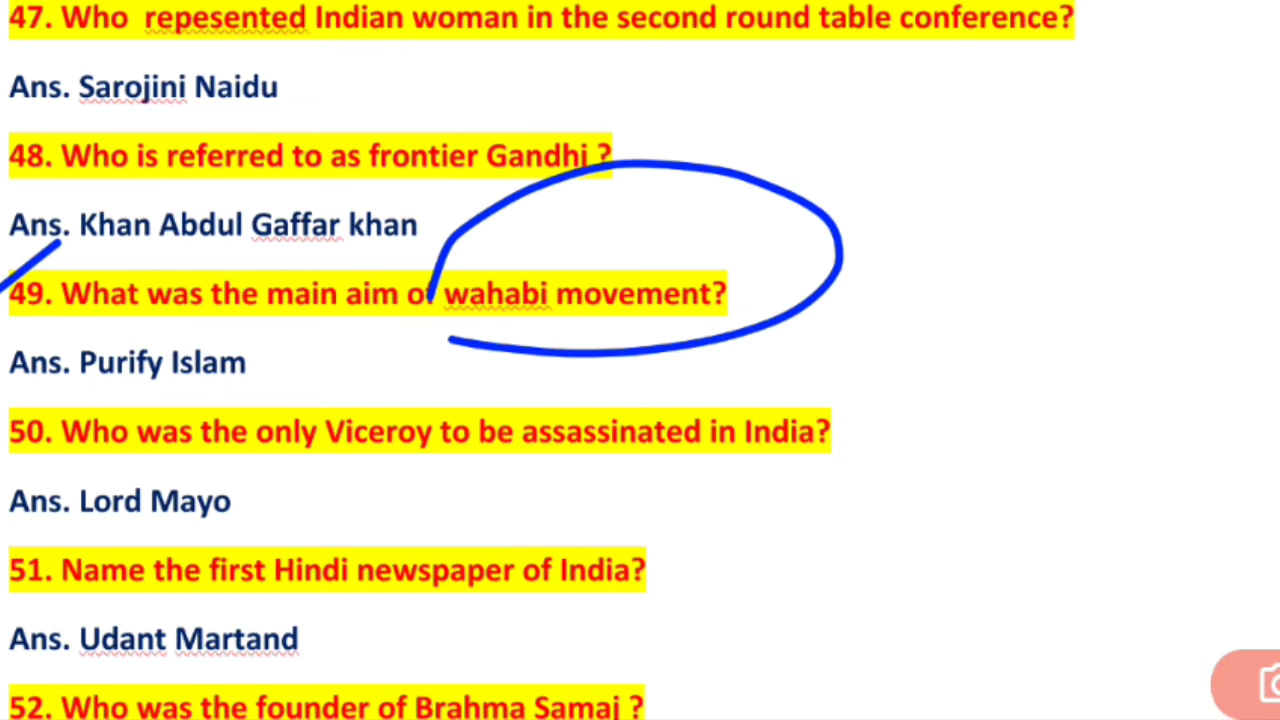 47. Who repesented Indian woman in the second round table conference?
Ans. Sarojini Naidu
48. Who is referred to as frontier Gandhi ?
Ans. Khan Abdul Gaffar khan
49. What was the main aim of wahabi movement?
Ans. Purify Islam
50. Who was the only Viceroy to be assassinated in India?
Ans. Lord Mayo
51. Name the first Hindi newspaper of India?
Ans. Udant Martand
52. Who was the founder of Brahma Samaj ?